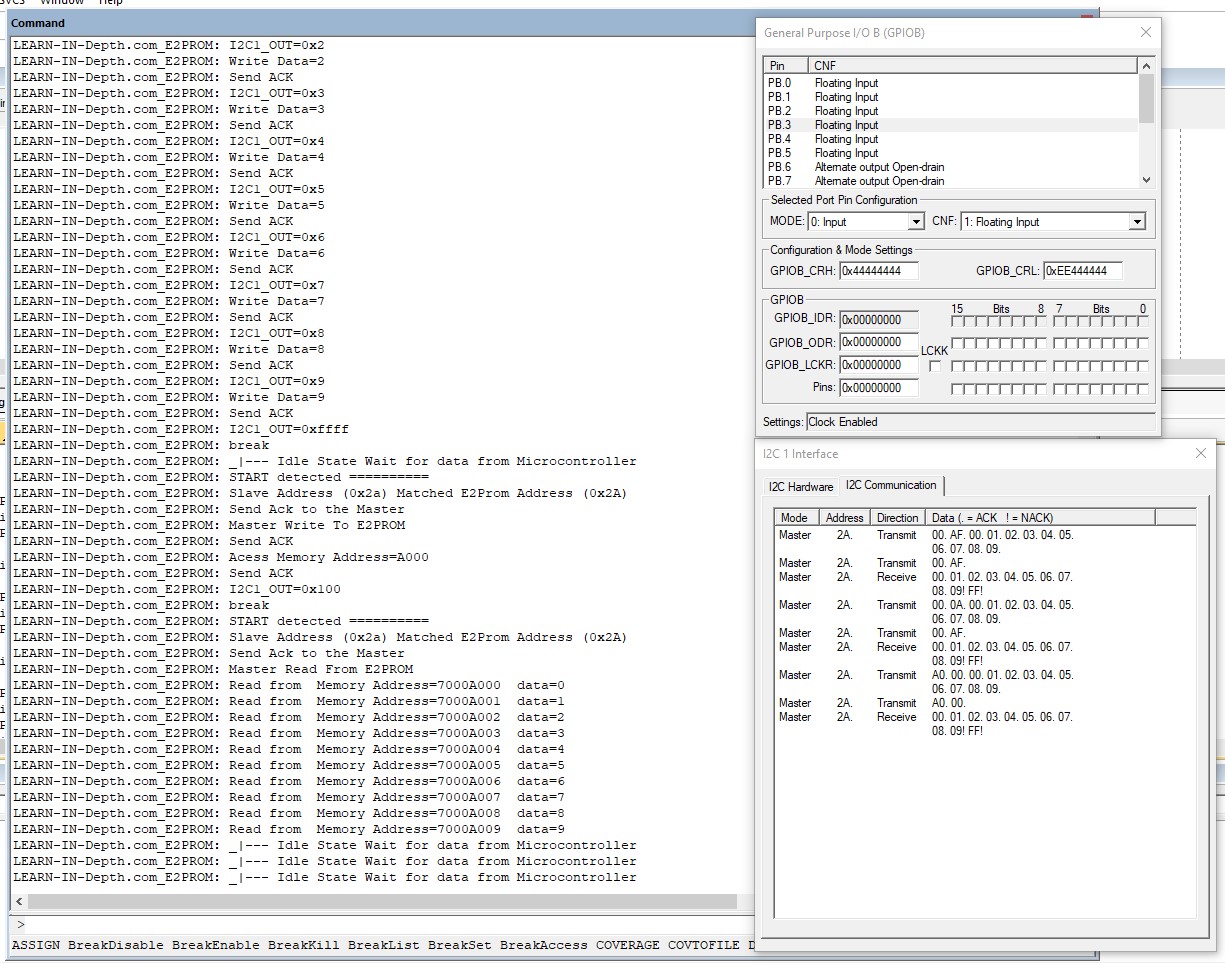 Window Help
Command
LEARN-IN-Depth.com_E2PROM: I2C1_OUT=0x2
LEARN-IN-Depth.com_E2PROM: Write Data=2
LEARN-IN-Depth.com_E2PROM: Send ACK
LEARN-IN-Depth.com_E2PROM: I2C1_OUT=0x3
LEARN-IN-Depth.com_E2PROM: Write Data=3
LEARN-IN-Depth.com_E2PROM: Send ACK
LEARN-IN-Depth.com_E2PROM: I2C1_OUT=0x4
LEARN-IN-Depth.com_E2PROM: Write Data=4
LEARN-IN-Depth.com_E2PROM: Send ACK
LEARN-IN-Depth.com_E2PROM: I2C1_OUT=0x5
LEARN-IN-Depth.com_E2PROM: Write Data=5
LEARN-IN-Depth.com_E2PROM: Send ACK
LEARN-IN-Depth.com_E2PROM: I2C1_OUT=0x6
LEARN-IN-Depth.com_E2PROM: Write Data=6
LEARN-IN-Depth.com_E2PROM: Send ACK
LEARN-IN-Depth.com_E2PROM: I2C1_OUT=0x7
LEARN-IN-Depth.com_E2PROM: Write Data=7
LEARN-IN-Depth.com_E2PROM: Send ACK
LEARN-IN-Depth.com_E2PROM: I2C1_OUT=0x8
LEARN-IN-Depth.com_E2PROM: Write Data=8
LEARN-IN-Depth.com_E2PROM: Send ACK
LEARN-IN-Depth.com_E2PROM: I2C1_OUT=0x9
LEARN-IN-Depth.com_E2PROM: Write Data=9
LEARN-IN-Depth.com_E2PROM: Send ACK
LEARN-IN-Depth.com_E2PROM: I2C1_OUT=0xffff
LEARN-IN-Depth.com_E2PROM: break
LEARN-IN-Depth.com_E2PROM: _|--- Idle State Wait for data from Microcontroller
LEARN-IN-Depth.com_E2PROM: START detected ==========
LEARN-IN-Depth.com_E2PROM: Slave Address (0x2a) Matched E2Prom Address (0x2A)
LEARN-IN-Depth.com_E2PROM: Send Ack to the Master
LEARN-IN-Depth.com_E2PROM: Master Write To E2PROM
LEARN-IN-Depth.com_E2PROM: Send ACK
LEARN-IN-Depth.com_E2PROM: Acess Memory Address=A000
LEARN-IN-Depth.com_E2PROM: Send ACK
LEARN-IN-Depth.com_E2PROM: I2C1_OUT=0x100
LEARN-IN-Depth.com_E2PROM: break
LEARN-IN-Depth.com_E2PROM: START detected ==========
LEARN-IN-Depth.com_E2PROM: Slave Address (0x2a) Matched E2Prom Address (0x2A)
LEARN-IN-Depth.com_E2PROM: Send Ack to the Master
LEARN-IN-Depth.com_E2PROM: Master Read From E2PROM
LEARN-IN-Depth.com_E2PROM: Read from  Memory Address=7000A000  data=0
LEARN-IN-Depth.com_E2PROM: Read from  Memory Address=7000A001  data=1
LEARN-IN-Depth.com_E2PROM: Read from  Memory Address=7000A002  data=2
LEARN-IN-Depth.com_E2PROM: Read from  Memory Address=7000A003  data=3
LEARN-IN-Depth.com_E2PROM: Read from  Memory Address=7000A004  data=4
LEARN-IN-Depth.com_E2PROM: Read from  Memory Address=7000A005  data=5
LEARN-IN-Depth.com_E2PROM: Read from  Memory Address=7000A006  data=6
LEARN-IN-Depth.com_E2PROM: Read from  Memory Address=7000A007  data=7
LEARN-IN-Depth.com_E2PROM: Read from  Memory Address=7000A008  data=8
LEARN-IN-Depth.com_E2PROM: Read from  Memory Address=7000A009  data=9
LEARN-IN-Depth.com_E2PROM: _|--- Idle State Wait for data from Microcontroller
LEARN-IN-Depth.com_E2PROM: _|--- Idle State Wait for data from Microcontroller
LEARN-IN-Depth.com_E2PROM: _|--- Idle State Wait for data from Microcontroller
>
ASSIGN BreakDisable BreakEnable BreakKill BreakList BreakSet BreakAccess COVERAGE COVTOFILE
General Purpose I/O B (GPIOB)
Pin CNF
PB.0 Floating Input
PB.1 Floating Input
PB.2 Floating Input
PB.3 Floating Input
PB.4 Floating Input
PB.5 Floating Input
PB.6 Alternate output Open-drain
PB.7 Alternate output Open-drain
Selected Port Pin Configuration
MODE: 0: Input CNF: 1: Floating Input
Configuration & Mode Settings
GPIOB_CRH: 0x44444444 GPIOB_CRL: 0xEE444444
GPIOB
15 Bits 8 7 Bits 0
GPIOB_IDR: 0x00000000
GPIOB_ODR: 0x00000000
LCKK
GPIOB_LCKR: 0x00000000
Pins: 0x00000000
Settings: Clock Enabled
I2C 1 Interface
I2C Hardware I2C Communication
Mode Address Direction Data (. = ACK ! = NACK)
Master 2A. Transmit 00. AF. 00. 01. 02. 03. 04. 05.
06. 07. 08. 09.
Master 2A. Transmit 00. AF.
Master 2A. Receive 00. 01. 02. 03. 04. 05. 06. 07.
08. 09! FF!
Master 2A. Transmit 00. 0A. 00. 01. 02. 03. 04. 05.
06. 07. 08. 09.
Master 2A. Transmit 00. AF.
Master 2A. Receive 00. 01. 02. 03. 04. 05. 06. 07.
08. 09! FF!
Master 2A. Transmit A0. 00. 00. 01. 02. 03. 04. 05.
06. 07. 08. 09.
Master 2A. Transmit A0. 00.
Master 2A. Receive 00. 01. 02. 03. 04. 05. 06. 07.
08. 09! FF!